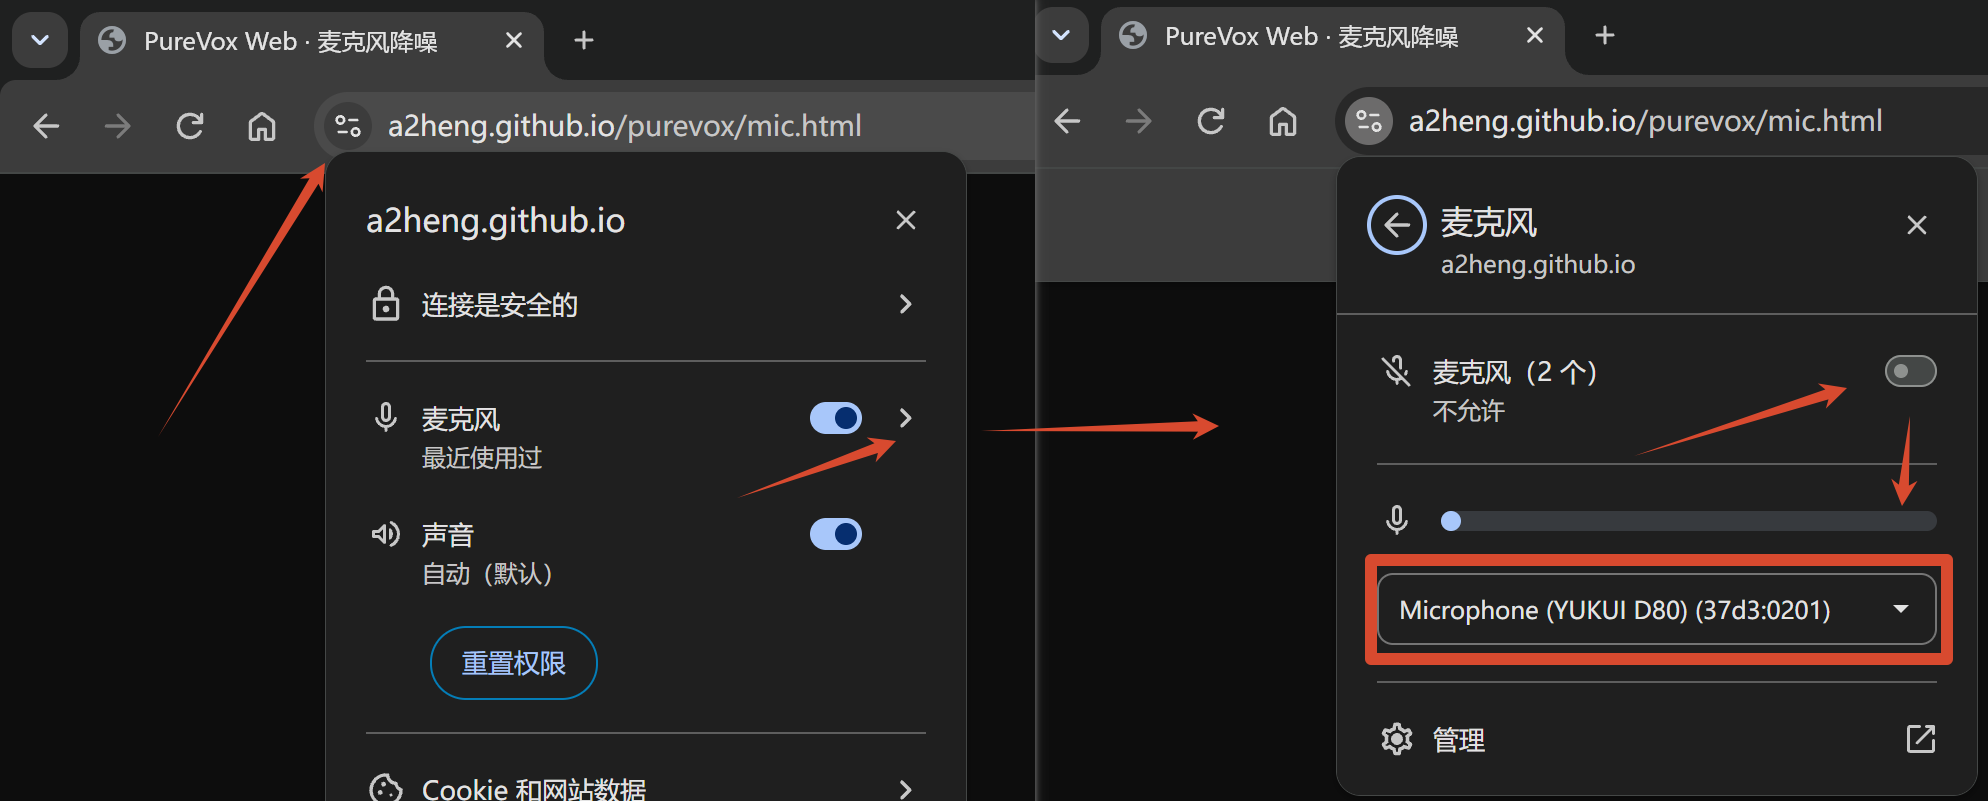 PureVox Web · 麦克风降噪
a2heng.github.io/purevox/mic.html
a2heng.github.io
连接是安全的
麦克风
最近使用过
声音
自动（默认）
重置权限
Cookie 和网站数据
PureVox Web · 麦克风降噪
a2heng.github.io/purevox/mic.html
麦克风
a2heng.github.io
麦克风（2 个）
不允许
Microphone (YUKUI D80) (37d3:0201)
管理